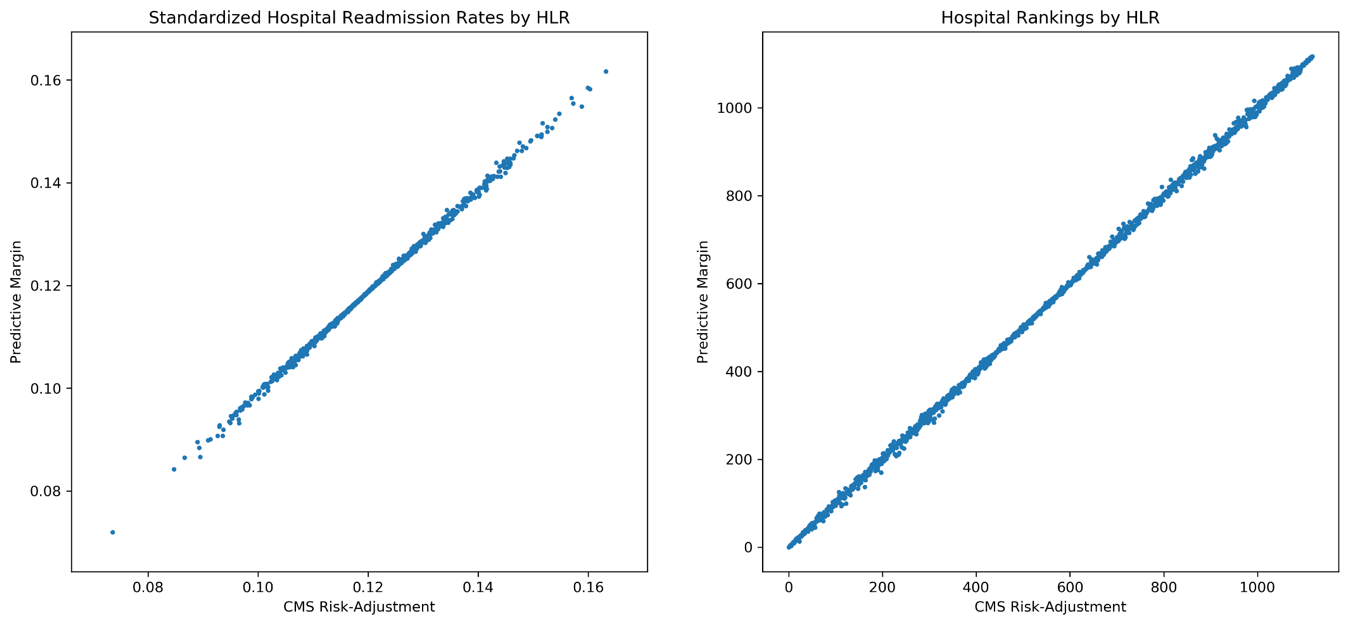 Standardized Hospital Readmission Rates by HLR
Predictive Margin
0.16
0.14
0.12
0.10
0.08
0.08 0.10 0.12 0.14 0.16
CMS Risk-Adjustment
Hospital Rankings by HLR
Predictive Margin
1000
800
600
400
200
0
0 200 400 600 800 1000
CMS Risk-Adjustment